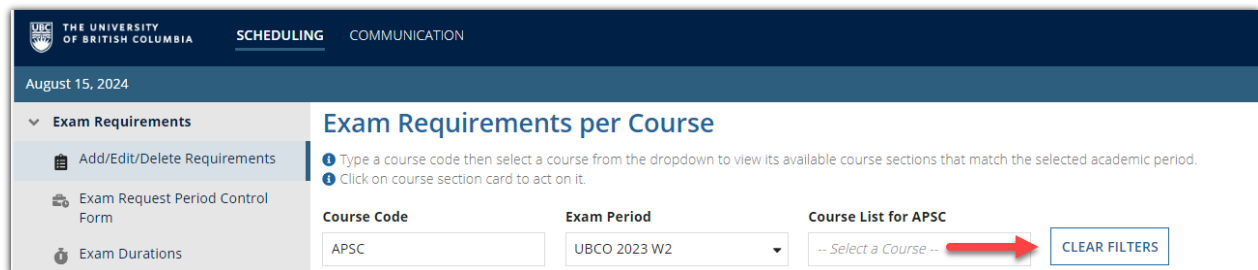 UBC
THE UNIVERSITY
OF BRITISH COLUMBIA
SCHEDULING COMMUNICATION
August 15, 2024
Exam Requirements
Add/Edit/Delete Requirements
Exam Request Period Control
Form
Exam Durations
Exam Requirements per Course
Type a course code then select a course from the dropdown to view its available course sections that match the selected academic period.
Click on course section card to act on it.
Course Code Exam Period Course List for APSC
APSC UBCO 2023 W2 -- Select a Course -- CLEAR FILTERS